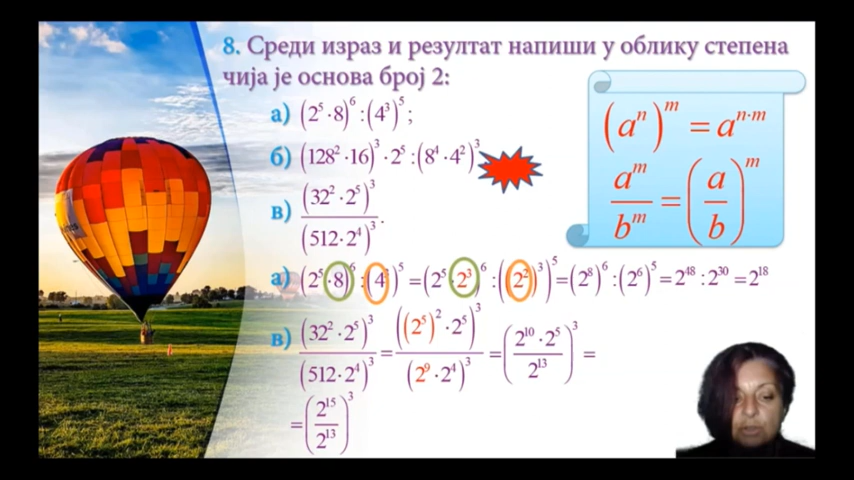 8. Среди израз и резултат напиши у облику степена
чија је основа број 2:
а) (2⁵ · 8)⁶ : (4³)⁵;
б) (128² · 16)³ · 2⁵ : (8⁴ · 4²)³
в) (32² · 2⁵)³ / (512 · 2⁴)³.
(aⁿ)ᵐ = aⁿ·ᵐ
aᵐ / bᵐ = (a / b)ᵐ
а) (2⁵ · 8)⁶ : (4³)⁵ = (2⁵ · 2³)⁶ : ((2²)³)⁵ = (2⁸)⁶ : (2⁶)⁵ = 2⁴⁸ : 2³⁰ = 2¹⁸
в) (32² · 2⁵)³ / (512 · 2⁴)³ = ((2⁵)² · 2⁵)³ / (2⁹ · 2⁴)³ = (2¹⁰ · 2⁵ / 2¹³)³ =
= (2¹⁵ / 2¹³)³